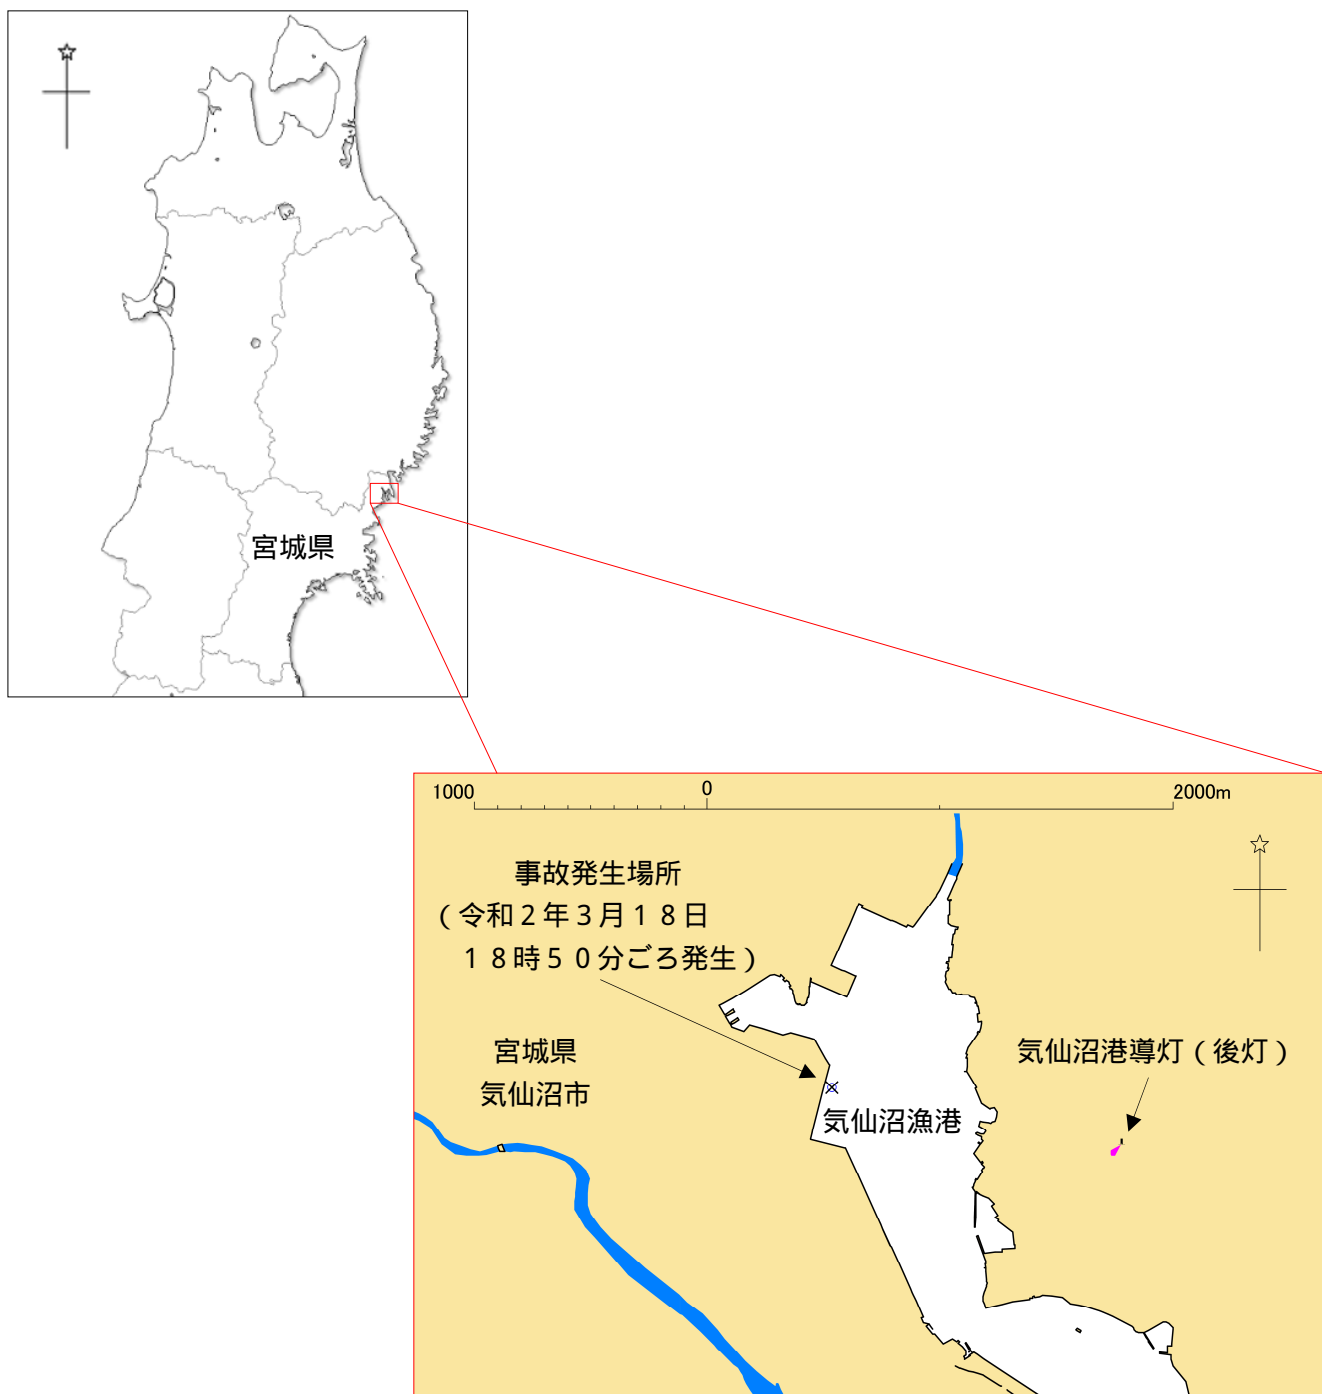 宮城県
1000 0 2000m
事故発生場所
（令和２年３月１８日
１８時５０分ごろ発生）
宮城県
気仙沼市
気仙沼港導灯（後灯）
気仙沼漁港